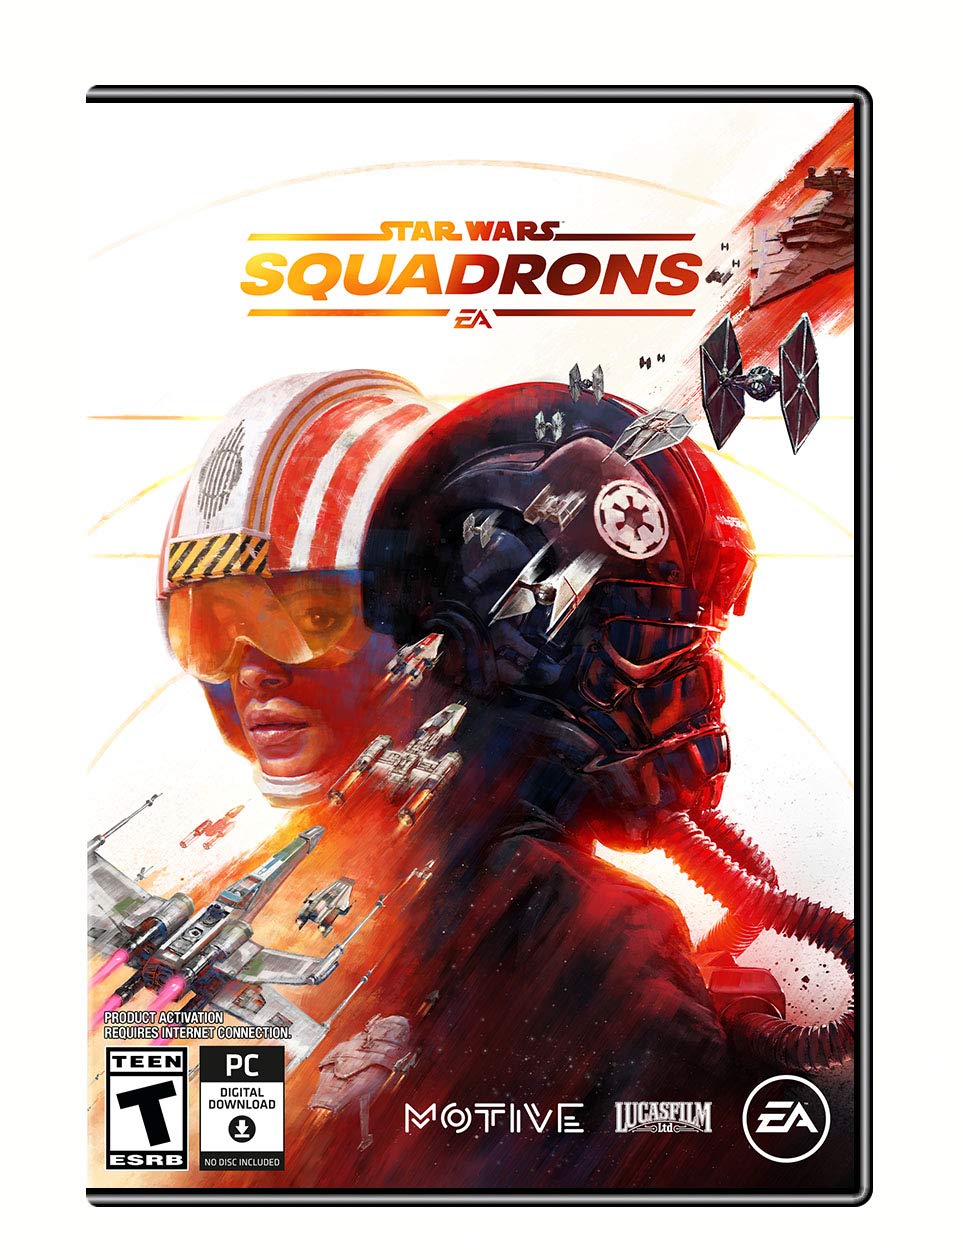 STAR WARS™
SQUADRONS
EA
PRODUCT ACTIVATION
REQUIRES INTERNET CONNECTION.
TEEN
T
ESRB
PC
DIGITAL
DOWNLOAD
NO DISC INCLUDED
MOTIVE
LUCASFILM
Ltd
EA